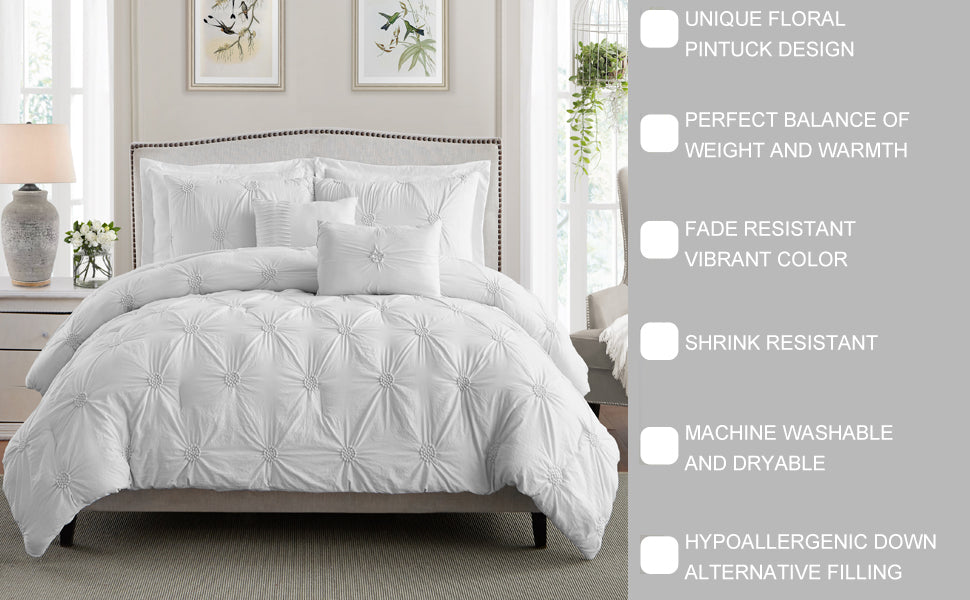 UNIQUE FLORAL
PINTUCK DESIGN
PERFECT BALANCE OF
WEIGHT AND WARMTH
FADE RESISTANT
VIBRANT COLOR
SHRINK RESISTANT
MACHINE WASHABLE
AND DRYABLE
HYPOALLERGENIC DOWN
ALTERNATIVE FILLING